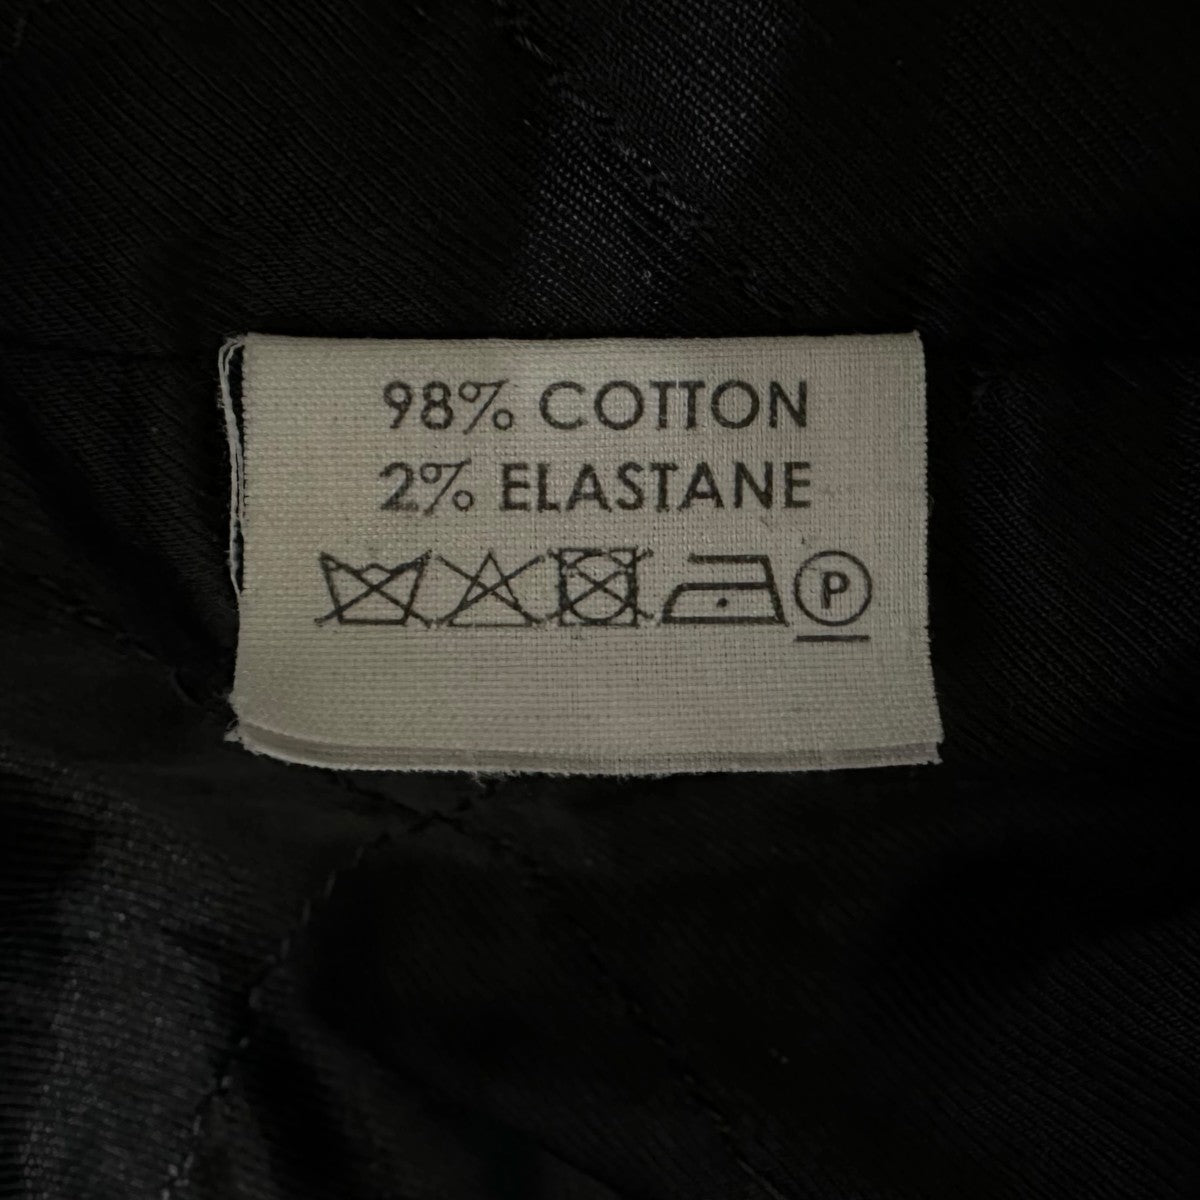 98% COTTON
2% ELASTANE
P